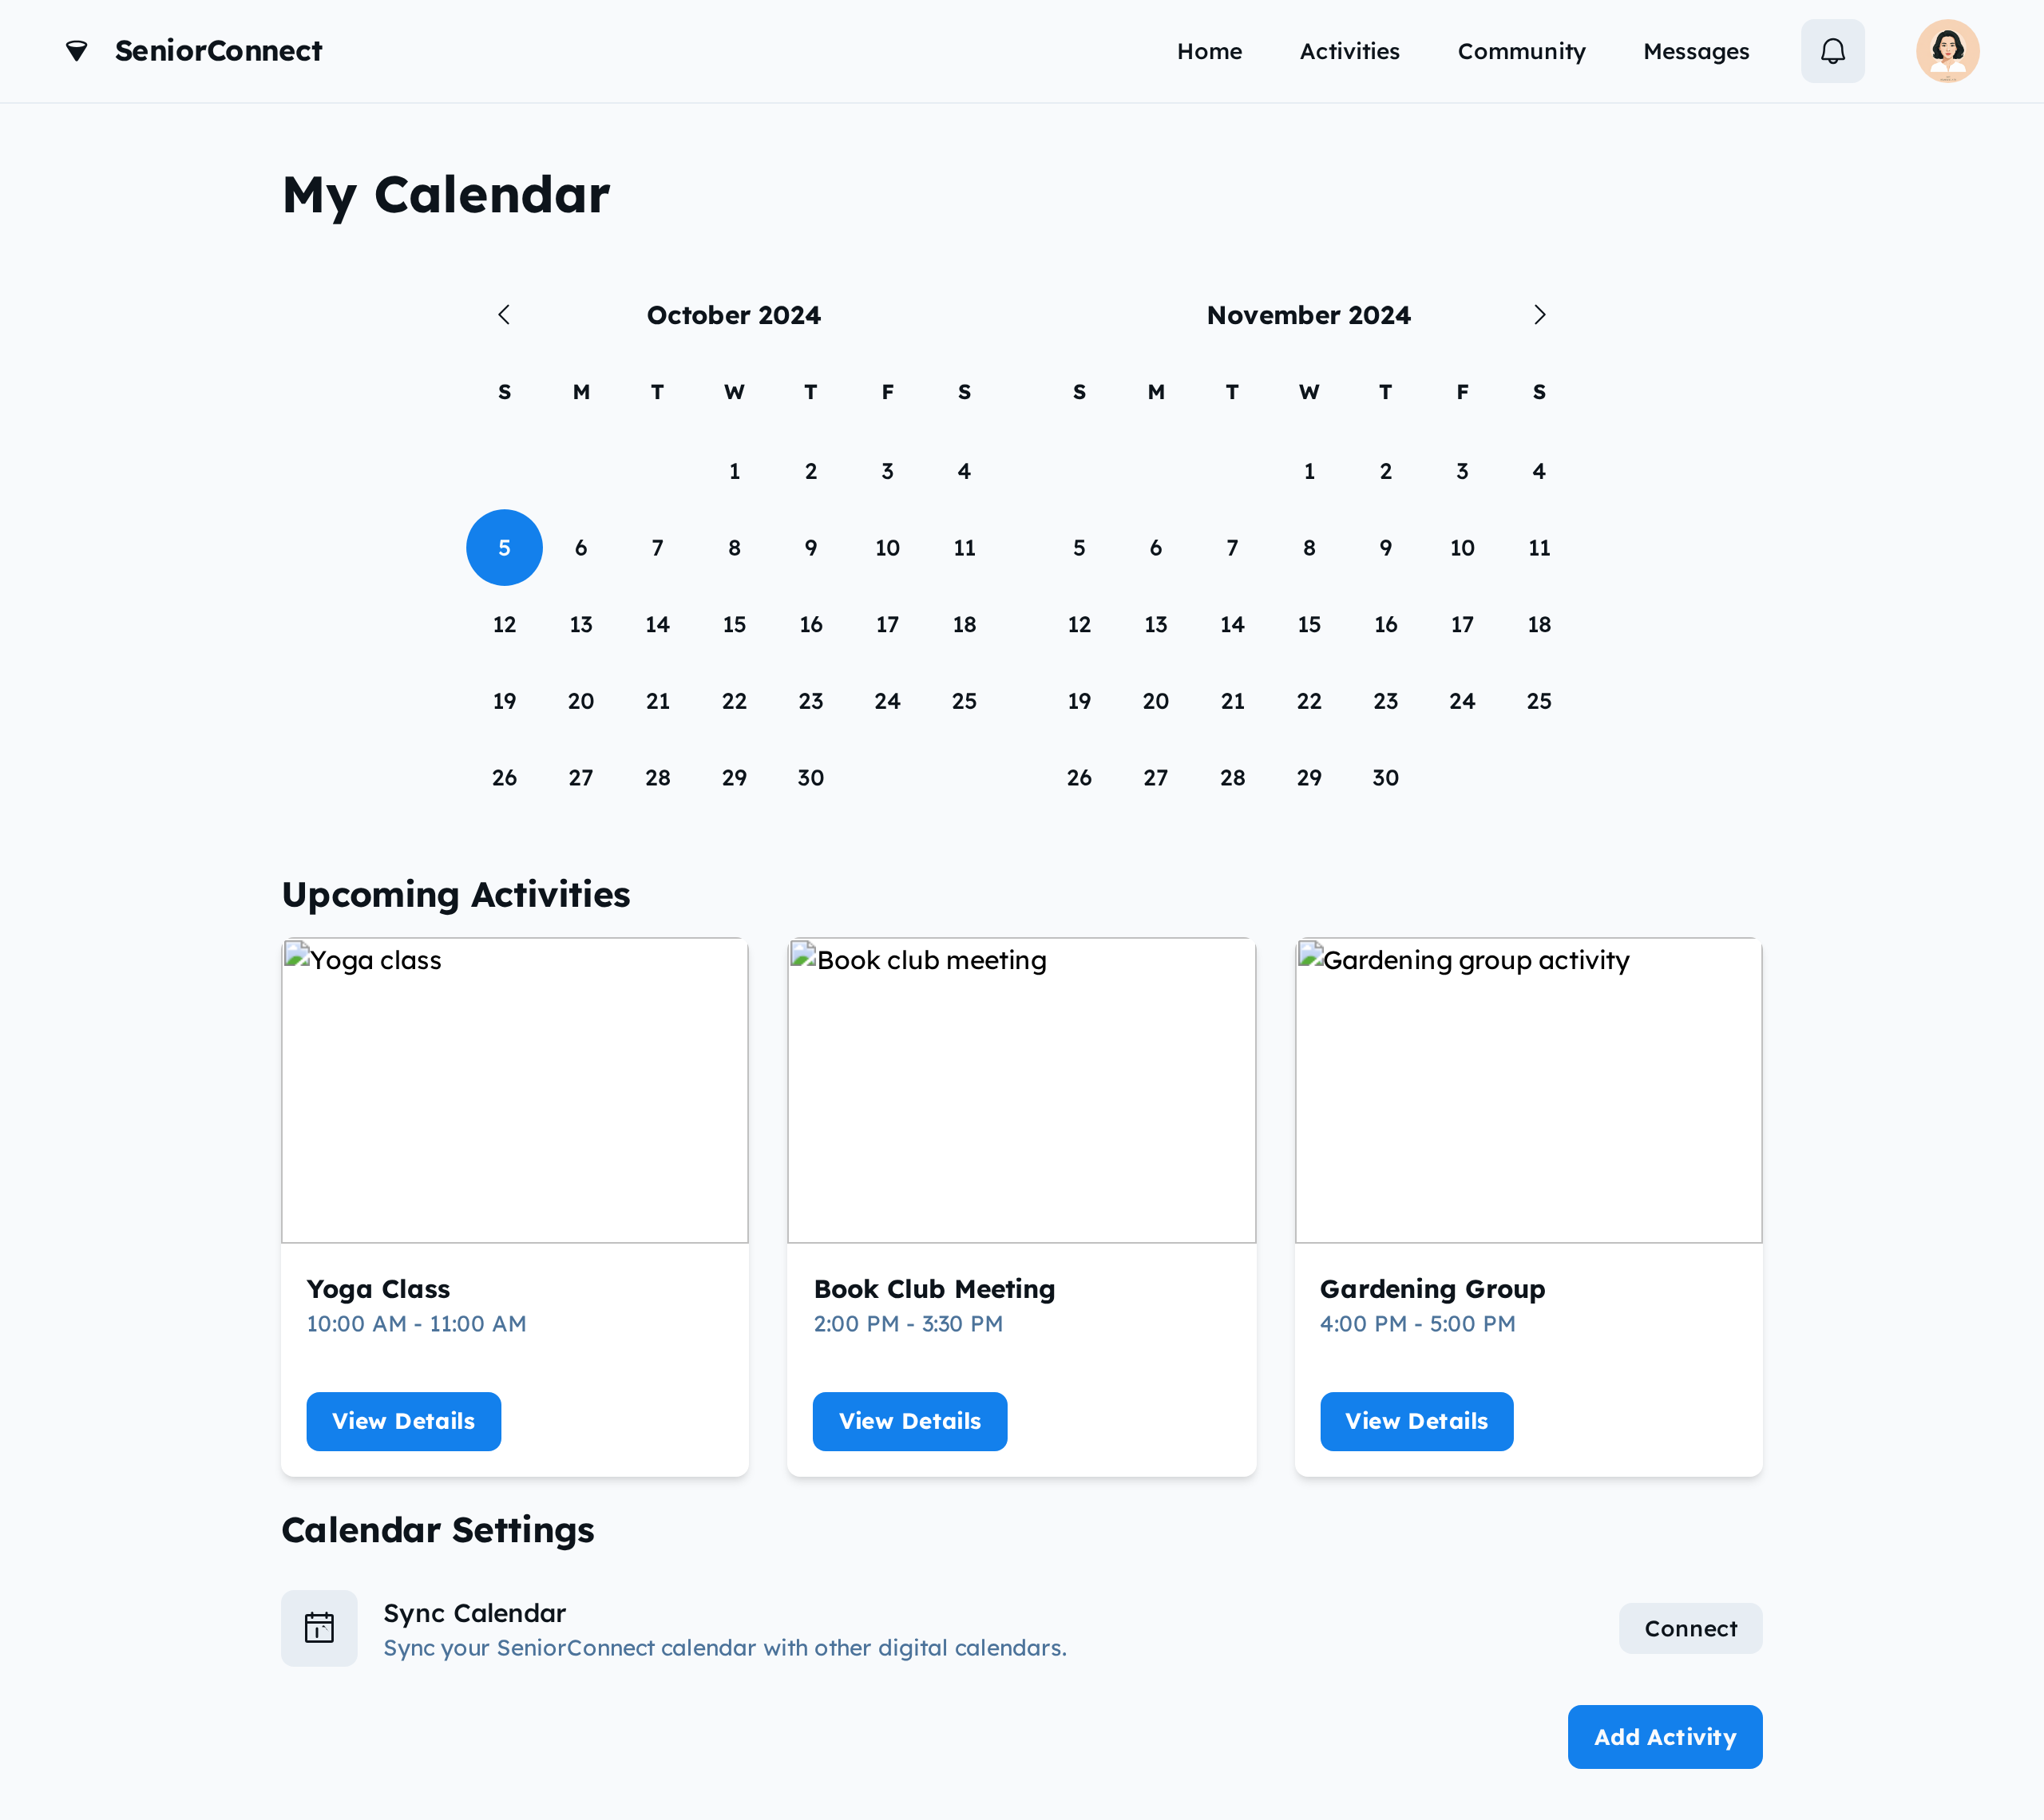 SeniorConnect
Home Activities Community Messages
My Calendar
October 2024
S M T W T F S
1 2 3 4
5 6 7 8 9 10 11
12 13 14 15 16 17 18
19 20 21 22 23 24 25
26 27 28 29 30
November 2024
S M T W T F S
1 2 3 4
5 6 7 8 9 10 11
12 13 14 15 16 17 18
19 20 21 22 23 24 25
26 27 28 29 30
Upcoming Activities
Yoga class
Yoga Class
10:00 AM - 11:00 AM
View Details
Book club meeting
Book Club Meeting
2:00 PM - 3:30 PM
View Details
Gardening group activity
Gardening Group
4:00 PM - 5:00 PM
View Details
Calendar Settings
Sync Calendar
Sync your SeniorConnect calendar with other digital calendars.
Connect
Add Activity